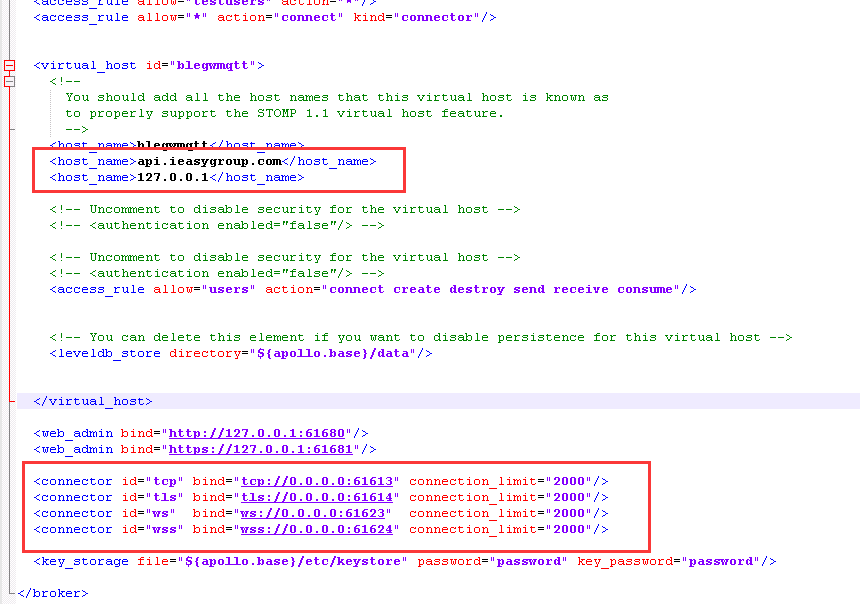 <access_rule allow="testusers" action="*"/>
<access_rule allow="*" action="connect" kind="connector"/>
<virtual_host id="blegwmqtt">
<!--
You should add all the host names that this virtual host is known as
to properly support the STOMP 1.1 virtual host feature.
-->
<host_name>blegwmqtt</host_name>
<host_name>api.ieasygroup.com</host_name>
<host_name>127.0.0.1</host_name>
<!-- Uncomment to disable security for the virtual host -->
<!-- <authentication enabled="false"/> -->
<!-- Uncomment to disable security for the virtual host -->
<!-- <authentication enabled="false"/> -->
<access_rule allow="users" action="connect create destroy send receive consume"/>
<!-- You can delete this element if you want to disable persistence for this virtual host -->
<leveldb_store directory="${apollo.base}/data"/>
</virtual_host>
<web_admin bind="http://127.0.0.1:61680"/>
<web_admin bind="https://127.0.0.1:61681"/>
<connector id="tcp" bind="tcp://0.0.0.0:61613" connection_limit="2000"/>
<connector id="tls" bind="tls://0.0.0.0:61614" connection_limit="2000"/>
<connector id="ws" bind="ws://0.0.0.0:61623" connection_limit="2000"/>
<connector id="wss" bind="wss://0.0.0.0:61624" connection_limit="2000"/>
<key_storage file="${apollo.base}/etc/keystore" password="password" key_password="password"/>
</broker>